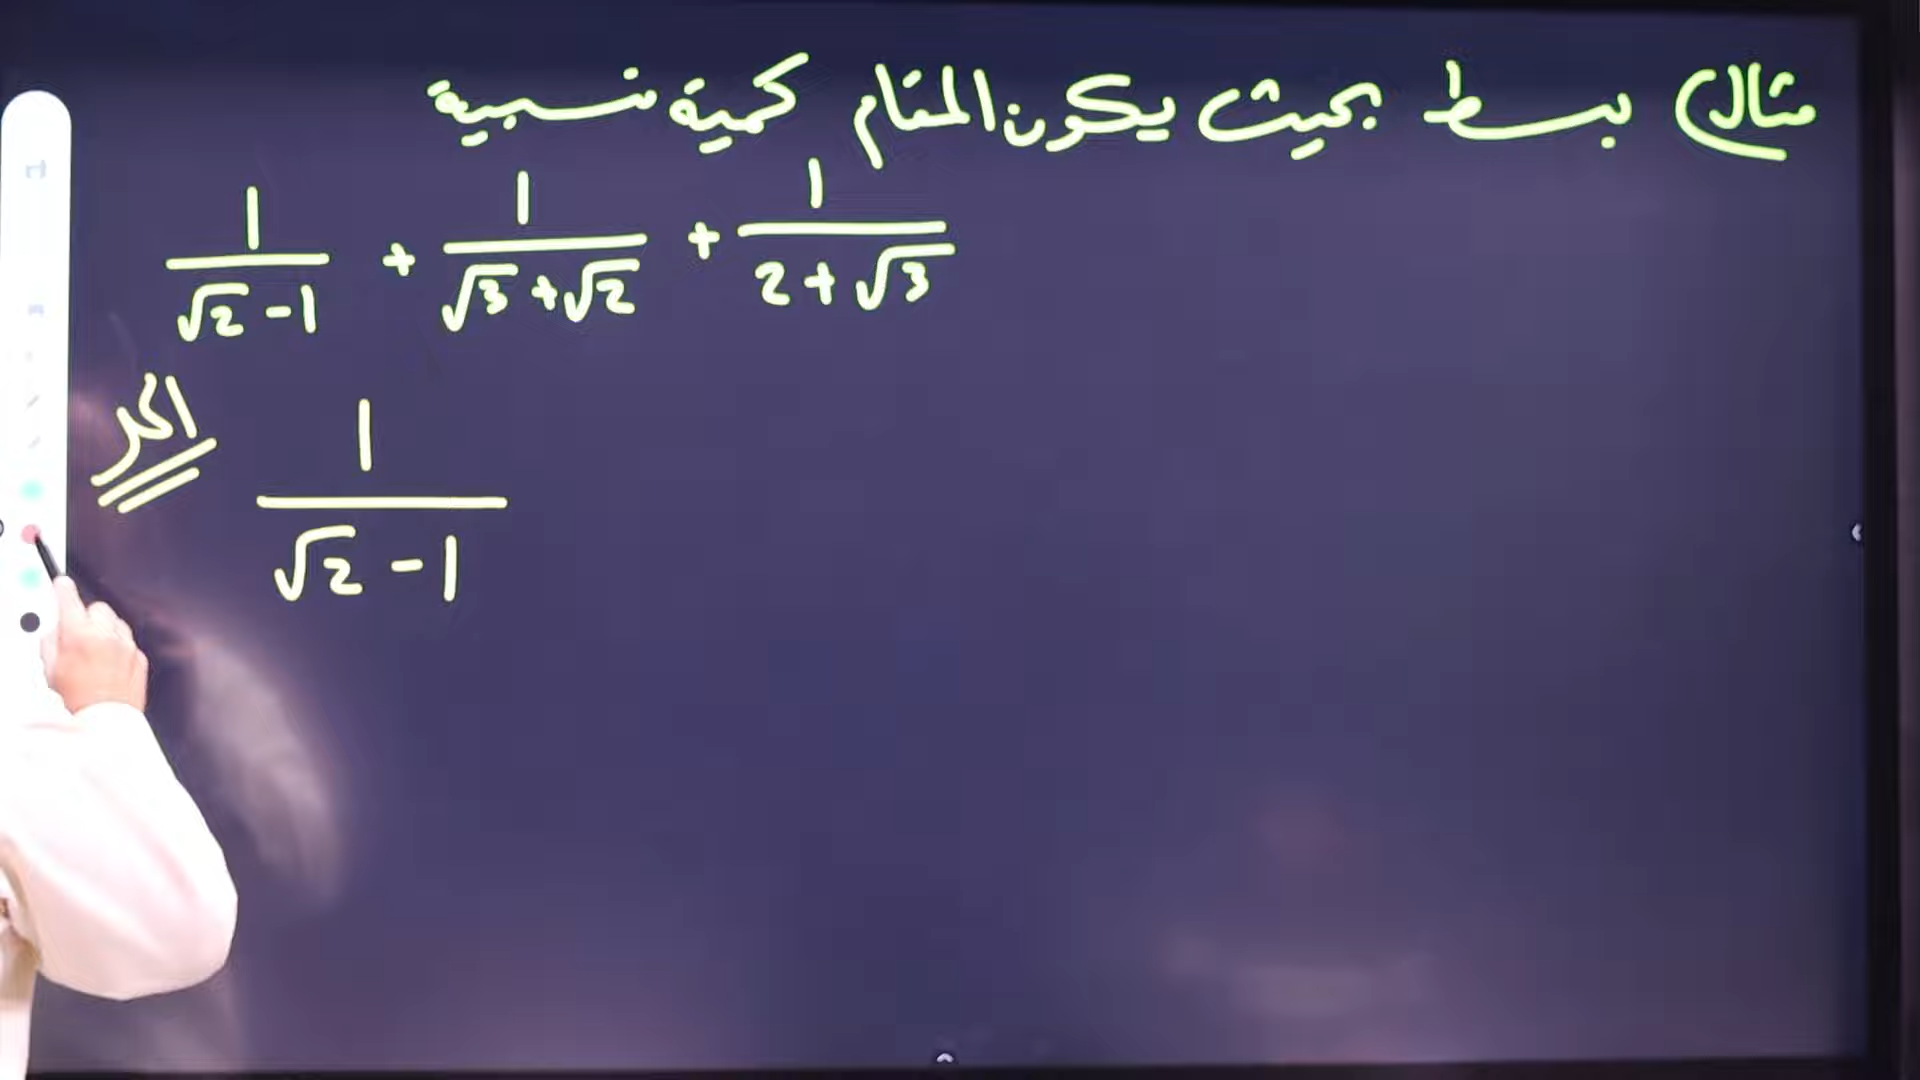 مثال بسط بحيث يكون المقام كمية نسبية
1/(√2 - 1) + 1/(√3 + √2) + 1/(2 + √3)
الحل 1/(√2 - 1)